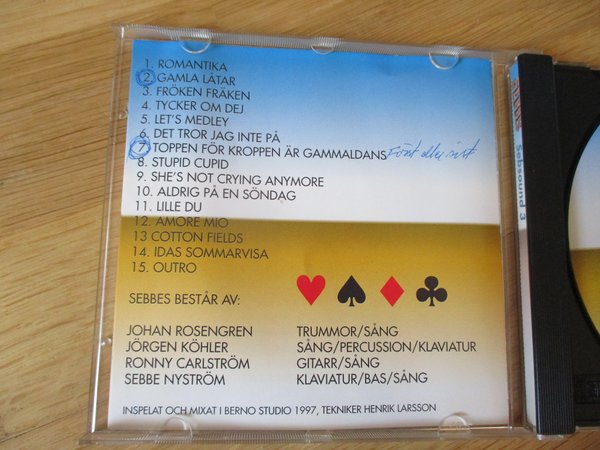 1. ROMANTIKA
2. GAMLA LÅTAR
3. FRÖKEN FRÄKEN
4. TYCKER OM DEJ
5. LET'S MEDLEY
6. DET TROR JAG INTE PÅ
7. TOPPEN FÖR KROPPEN ÄR GAMMALDANS Först eller sist
8. STUPID CUPID
9. SHE'S NOT CRYING ANYMORE
10. ALDRIG PÅ EN SÖNDAG
11. LILLE DU
12. AMORE MIO
13 COTTON FIELDS
14. IDAS SOMMARVISA
15. OUTRO
SEBBES BESTÅR AV:
JOHAN ROSENGREN TRUMMOR/SÅNG
JÖRGEN KÖHLER SÅNG/PERCUSSION/KLAVIATUR
RONNY CARLSTRÖM GITARR/SÅNG
SEBBE NYSTRÖM KLAVIATUR/BAS/SÅNG
INSPELAT OCH MIXAT I BERNO STUDIO 1997, TEKNIKER HENRIK LARSSON
Sebsound 3